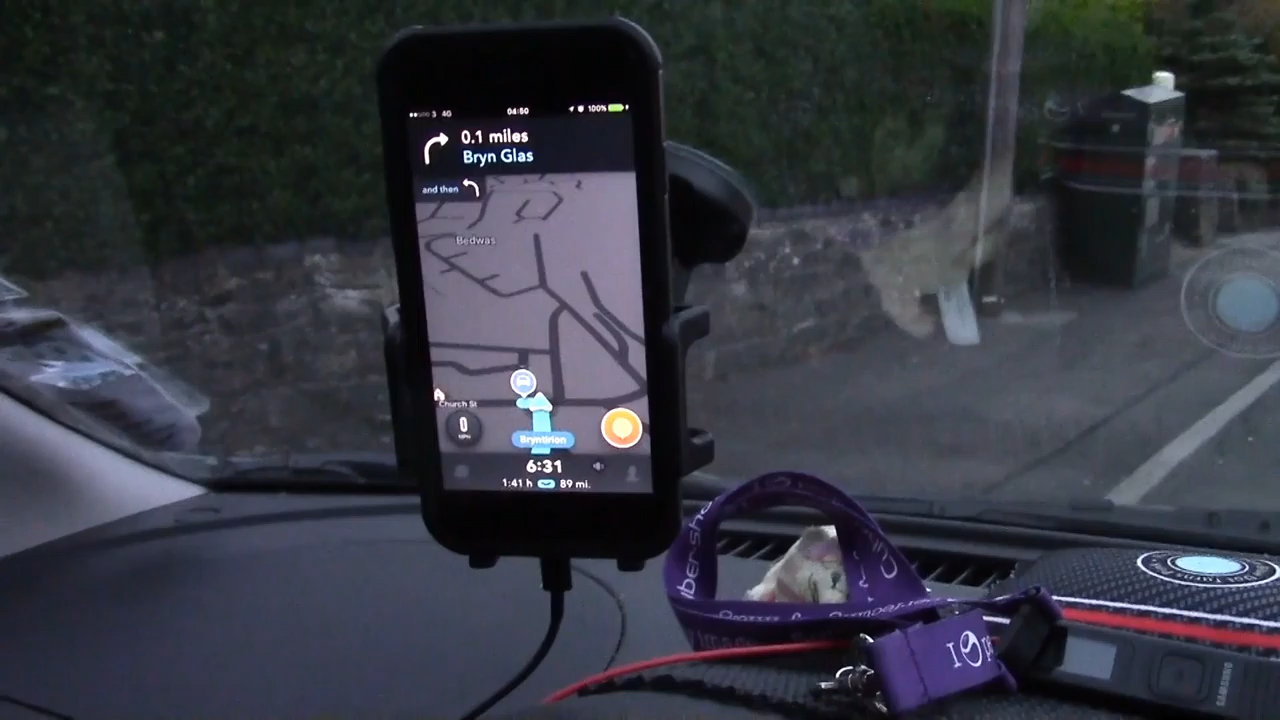 3 4G 04:50 100%
0.1 miles
Bryn Glas
and then
Bedwas
Church St
0
MPH
Bryntirion
6:31
1:41 h 89 mi.
I
SAMSUNG